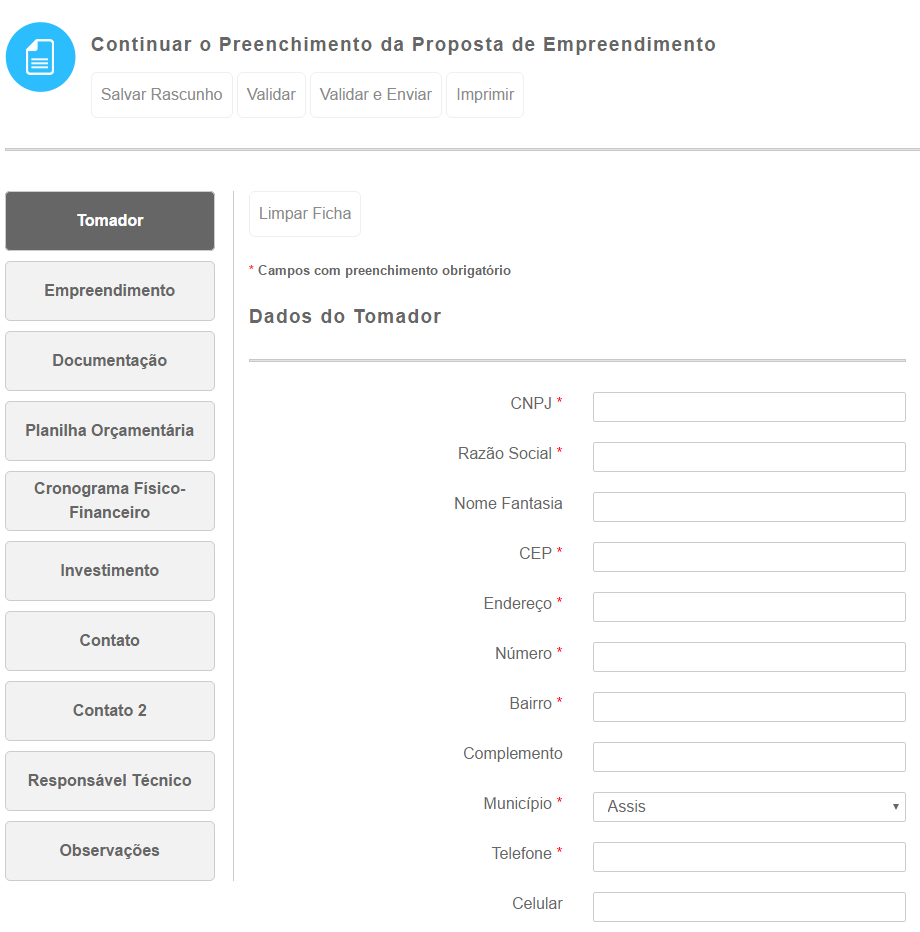 Continuar o Preenchimento da Proposta de Empreendimento
Salvar Rascunho Validar Validar e Enviar Imprimir
Tomador
Empreendimento
Documentação
Planilha Orçamentária
Cronograma Físico-
Financeiro
Investimento
Contato
Contato 2
Responsável Técnico
Observações
Limpar Ficha
* Campos com preenchimento obrigatório
Dados do Tomador
CNPJ *
Razão Social *
Nome Fantasia
CEP *
Endereço *
Número *
Bairro *
Complemento
Município * Assis
Telefone *
Celular